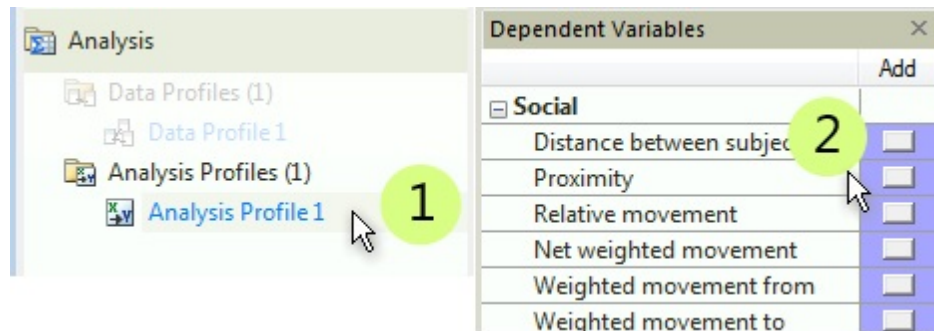 Analysis
Data Profiles (1)
Data Profile 1
Analysis Profiles (1)
Analysis Profile 1
1
Dependent Variables
Add
Social
Distance between
2
Proximity
Relative movement
Net weighted movement
Weighted movement from
Weighted movement to